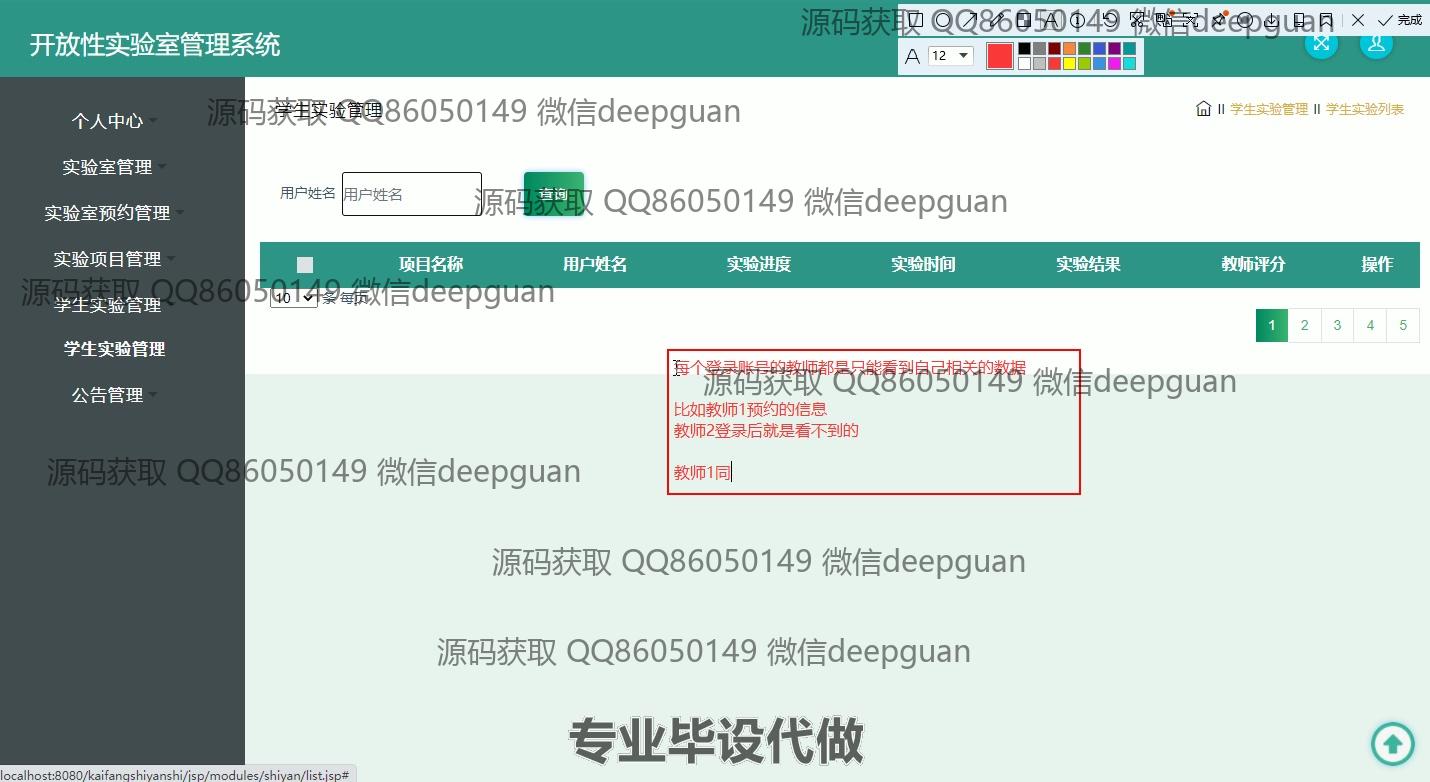 源码获取 QQ86050149 微信deepguan
完成
开放性实验室管理系统
A 12
个人中心
实验室管理
实验室预约管理
实验项目管理
学生实验管理
学生实验管理
公告管理
学生实验管理
源码获取 QQ86050149 微信deepguan
学生实验管理
学生实验列表
用户姓名
用户姓名
查询
源码获取 QQ86050149 微信deepguan
项目名称 用户姓名 实验进度 实验时间 实验结果 教师评分 操作
源码获取 QQ86050149 微信deepguan
10 条 每页
1 2 3 4 5
每个登录账号的教师都是只能看到自己相关的数据
源码获取 QQ86050149 微信deepguan
比如教师1预约的信息
教师2登录后就是看不到的
教师1同
源码获取 QQ86050149 微信deepguan
源码获取 QQ86050149 微信deepguan
源码获取 QQ86050149 微信deepguan
专业毕设代做
localhost:8080/kaifangshiyanshi/jsp/modules/shiyan/list.jsp#